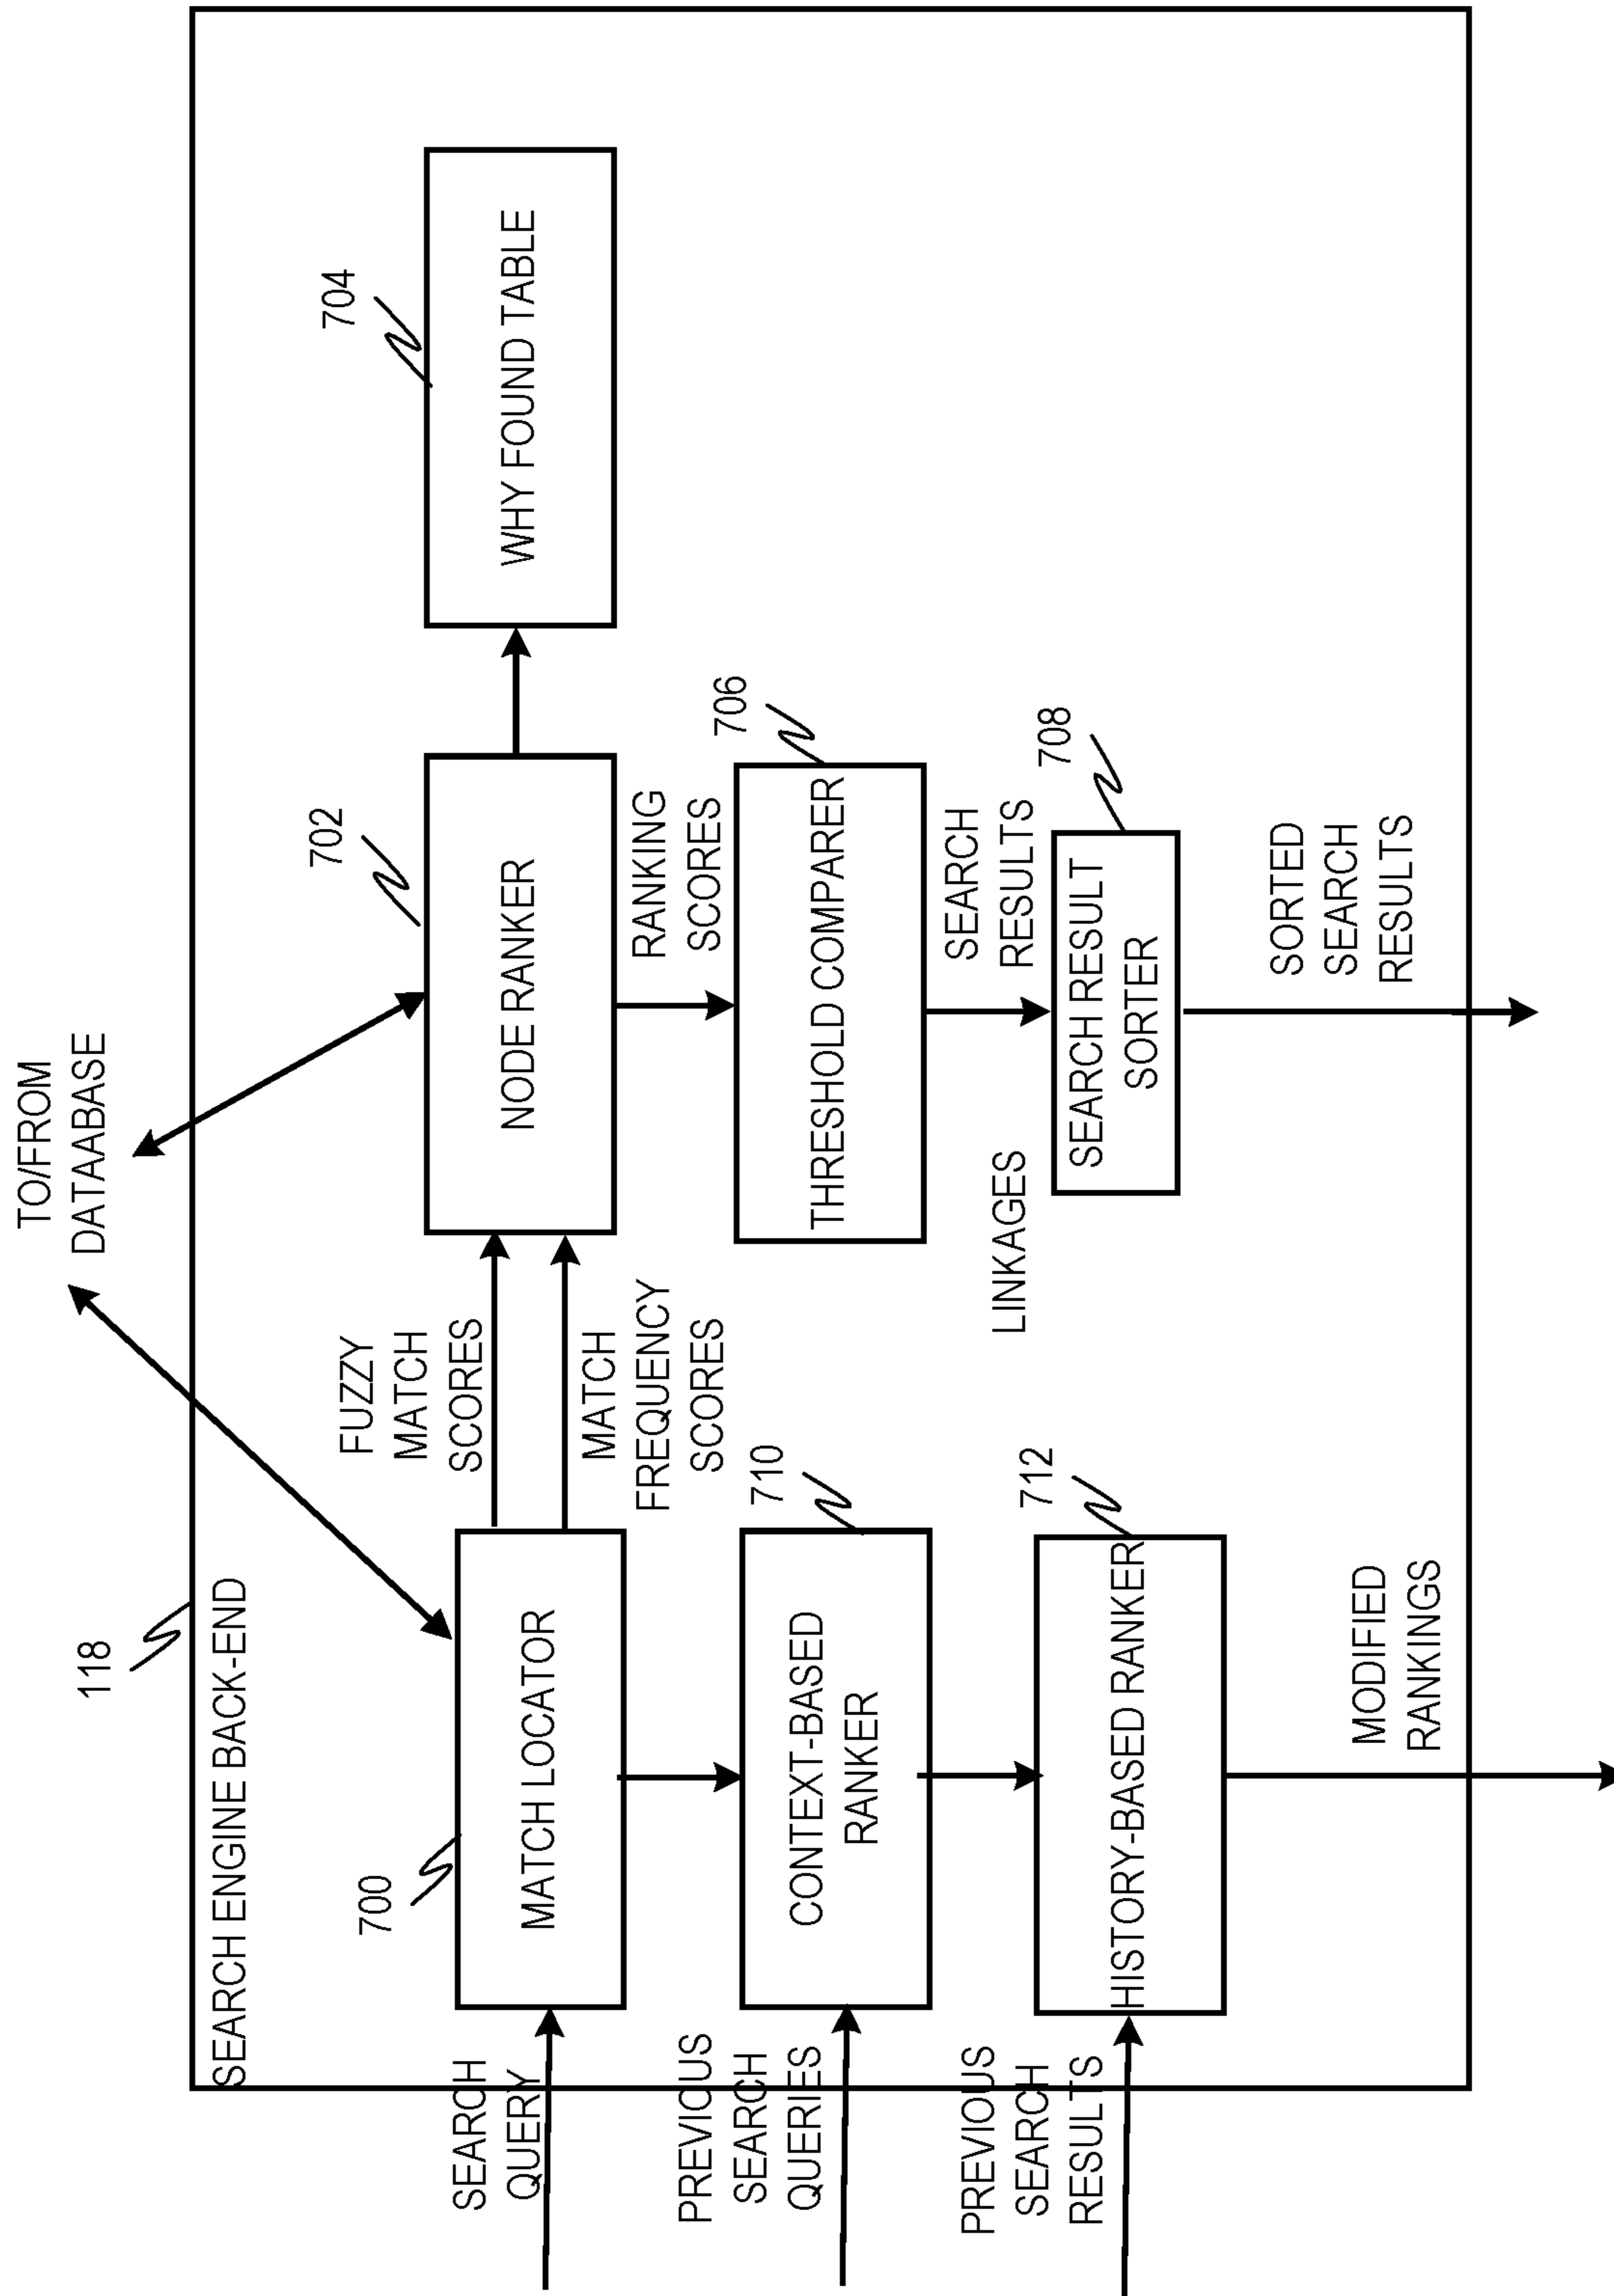 TO/FROM
DATAABASE
118
SEARCH ENGINE BACK-END
700
MATCH LOCATOR
FUZZY
MATCH
SCORES
MATCH
FREQUENCY
SCORES
702
NODE RANKER
704
WHY FOUND TABLE
SEARCH
QUERY
RANKING
SCORES
706
THRESHOLD COMPARER
710
CONTEXT-BASED
RANKER
PREVIOUS
SEARCH
QUERIES
LINKAGES
SEARCH
RESULTS
708
SEARCH RESULT
SORTER
712
HISTORY-BASED RANKER
PREVIOUS
SEARCH
RESULTS
MODIFIED
RANKINGS
SORTED
SEARCH
RESULTS